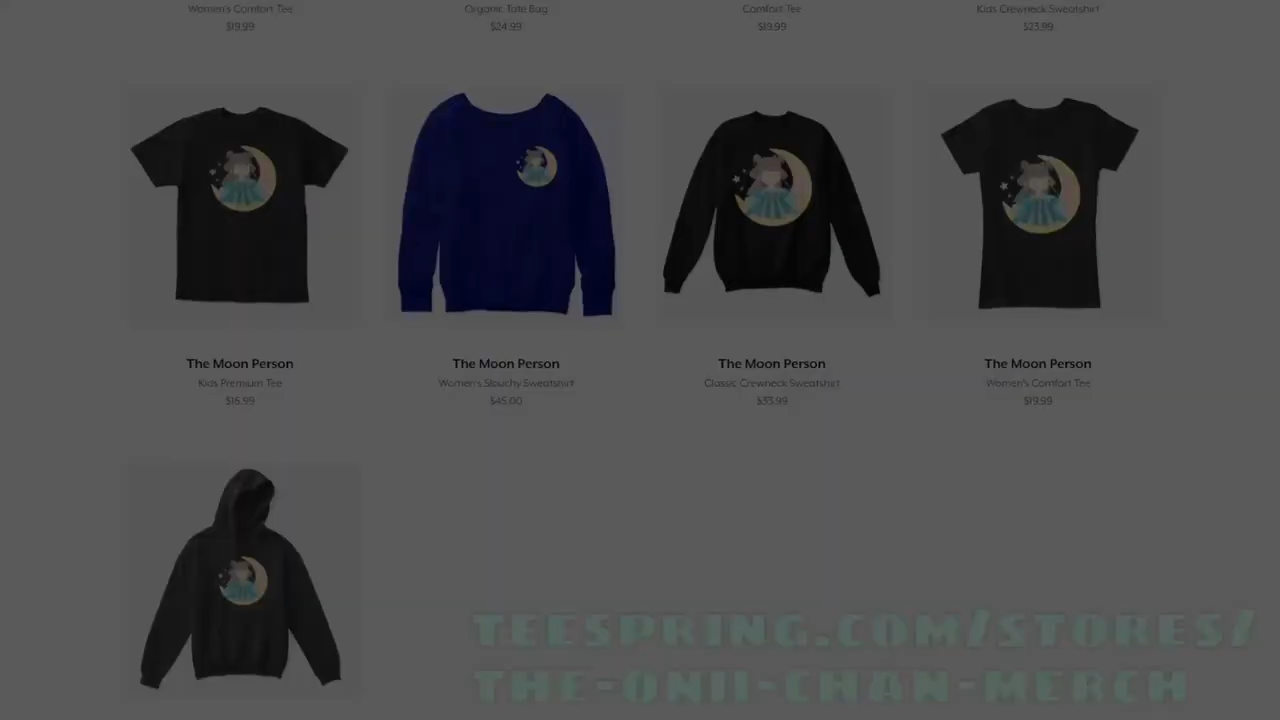 Women's Comfort Tee
Organic Tote Bag
Comfort Tee
Kids Crewneck Sweatshirt
$19.99
$24.99
$19.99
$23.99
The Moon Person
The Moon Person
The Moon Person
The Moon Person
Kids Premium Tee
Women's Slouchy Sweatshirt
Classic Crewneck Sweatshirt
Women's Comfort Tee
$16.99
$45.00
$33.99
$19.99
TEESPRING.COM/STORES/
THE-ONII-CHAN-MERCH